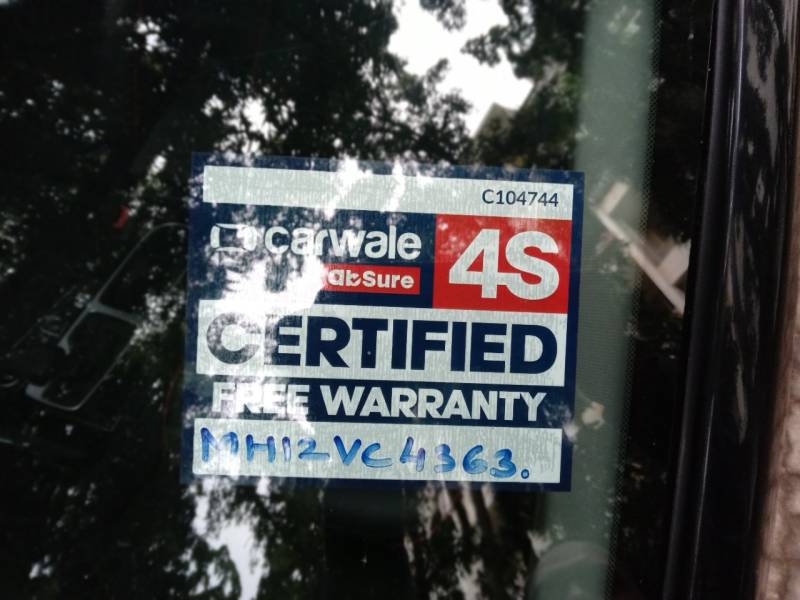 C104744
carwale
abSure
4S
CERTIFIED
FREE WARRANTY
MH12VC4363.